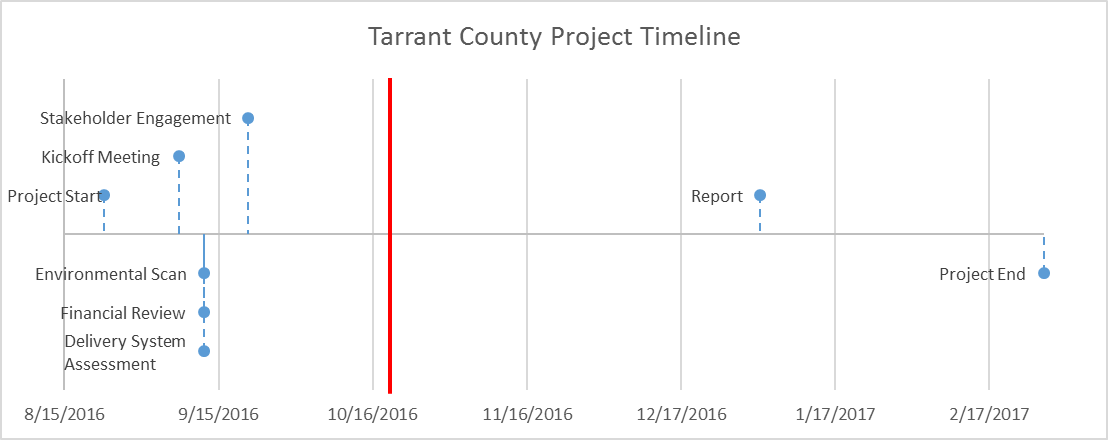 Tarrant County Project Timeline
Stakeholder Engagement
Kickoff Meeting
Project Start
Report
Environmental Scan
Project End
Financial Review
Delivery System
Assessment
8/15/2016
9/15/2016
10/16/2016
11/16/2016
12/17/2016
1/17/2017
2/17/2017